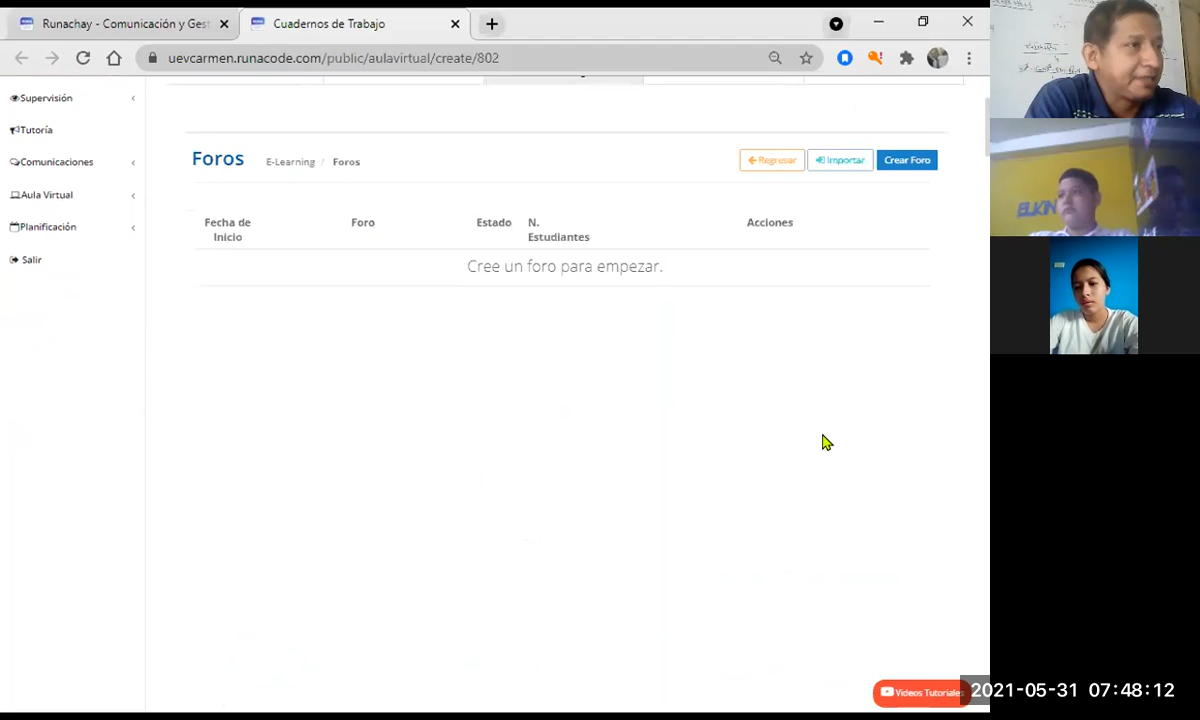 Runachay - Comunicación y Gest
Cuadernos de Trabajo
uevcarmen.runacode.com/public/aulavirtual/create/802
Supervisión
Tutoría
Comunicaciones
Aula Virtual
Planificación
Salir
Foros
E-Learning / Foros
Regresar
Importar
Crear Foro
Fecha de Inicio
Foro
Estado
N. Estudiantes
Acciones
Cree un foro para empezar.
Videos Tutoriales
2021-05-31 07:48:12